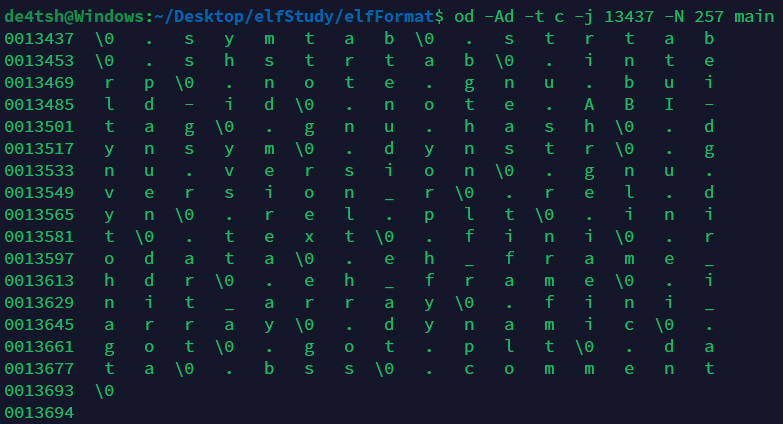 de4tsh@Windows:~/Desktop/elfStudy/elfFormat$ od -Ad -t c -j 13437 -N 257 main
0013437  \0   .   s   y   m   t   a   b  \0   .   s   t   r   t   a   b
0013453  \0   .   s   h   s   t   r   t   a   b  \0   .   i   n   t   e
0013469   r   p  \0   .   n   o   t   e   .   g   n   u   .   b   u   i
0013485   l   d   -   i   d  \0   .   n   o   t   e   .   A   B   I   -
0013501   t   a   g  \0   .   g   n   u   .   h   a   s   h  \0   .   d
0013517   y   n   s   y   m  \0   .   d   y   n   s   t   r  \0   .   g
0013533   n   u   .   v   e   r   s   i   o   n  \0   .   g   n   u   .
0013549   v   e   r   s   i   o   n   _   r  \0   .   r   e   l   .   d
0013565   y   n  \0   .   r   e   l   .   p   l   t  \0   .   i   n   i
0013581   t  \0   .   t   e   x   t  \0   .   f   i   n   i  \0   .   r
0013597   o   d   a   t   a  \0   .   e   h   _   f   r   a   m   e   _
0013613   h   d   r  \0   .   e   h   _   f   r   a   m   e  \0   .   i
0013629   n   i   t   _   a   r   r   a   y  \0   .   f   i   n   i   _
0013645   a   r   r   a   y  \0   .   d   y   n   a   m   i   c  \0   .
0013661   g   o   t  \0   .   g   o   t   .   p   l   t  \0   .   d   a
0013677   t   a  \0   .   b   s   s  \0   .   c   o   m   m   e   n   t
0013693  \0
0013694